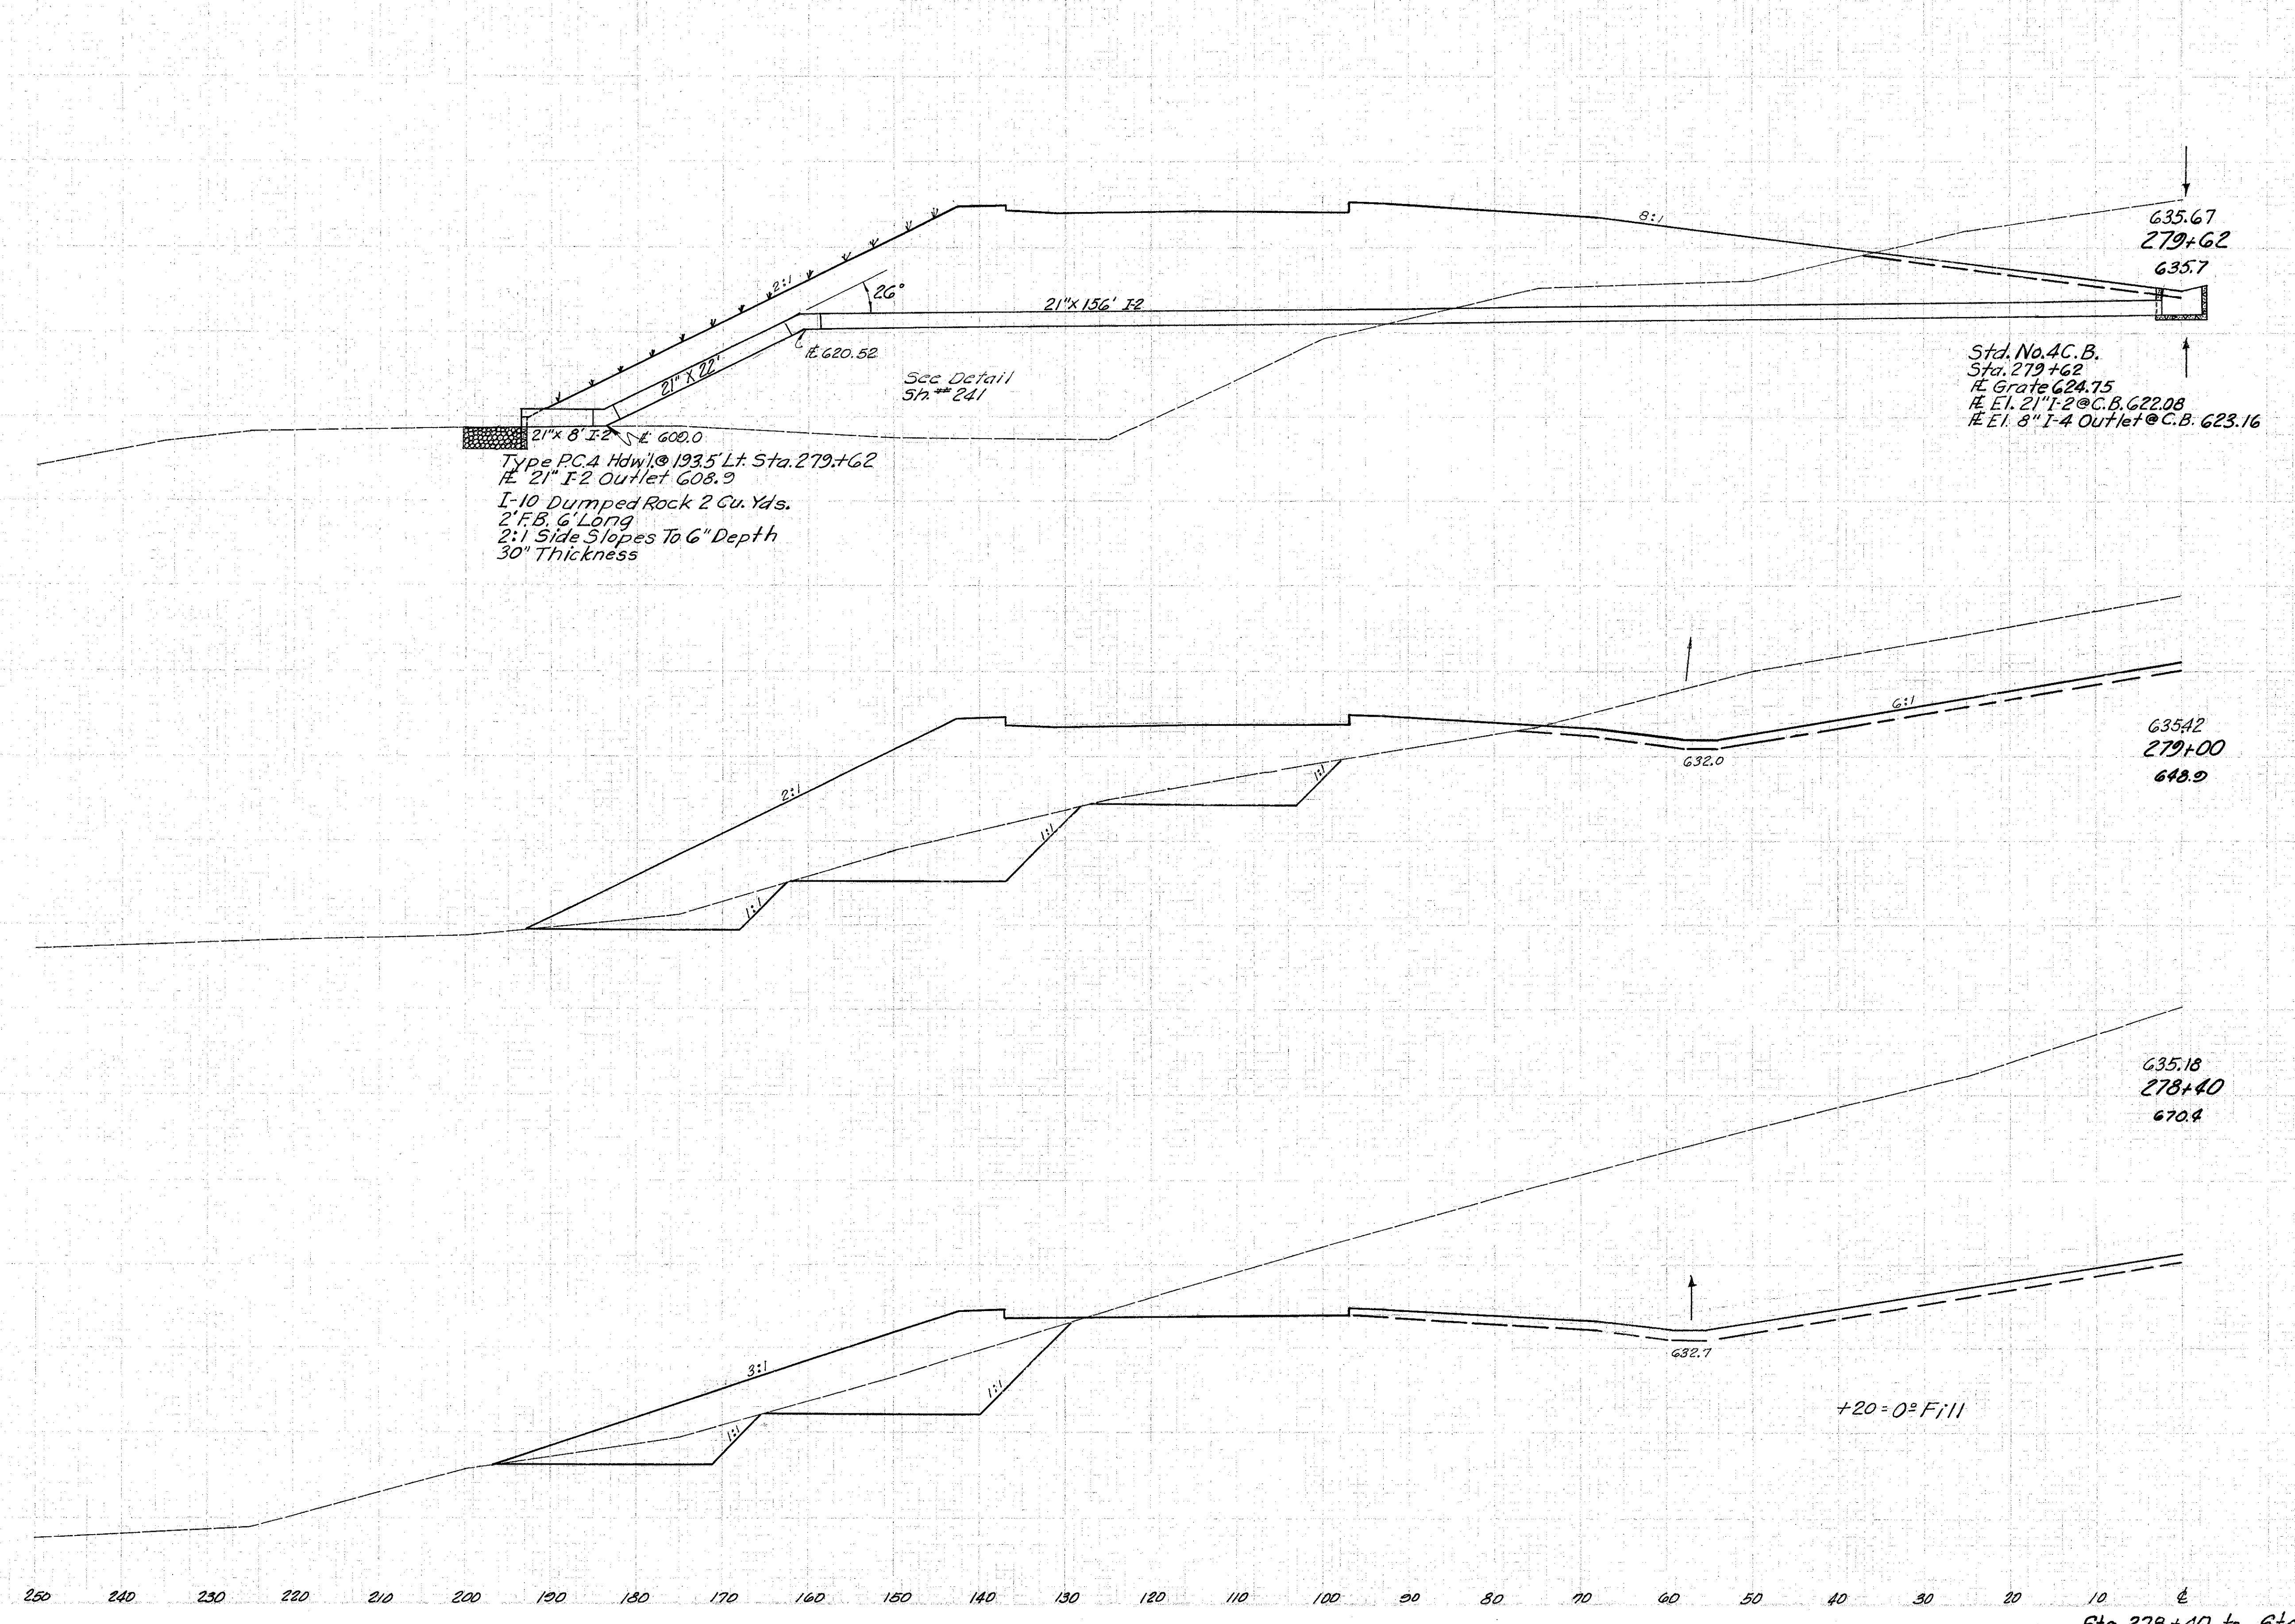 635.67
279+62
635.7
8:1
2:1
26°
21"X 156' I-2
℄ 620.52
21" X 22'
See Detail
Sh.## 241
Std. No.4 C.B.
Sta. 279+62
℄ Grate 624.75
℄ El. 21" I-2 @ C.B. 622.08
℄ El. 8" I-4 Outlet @ C.B. 623.16
21"x 8' I-2
Type P.C.4 Hdw'l.@ 193.5' Lt. Sta. 279+62
℄ 21" I-2 Outlet 608.9
I-10 Dumped Rock 2 Cu. Yds.
2' F.B. 6' Long
2:1 Side Slopes To 6" Depth
30" Thickness
6:1
635.42
279+00
648.9
632.0
2:1
1:1
1:1
1:1
635.18
278+40
670.4
632.7
3:1
1:1
1:1
+20 = 0º Fill
250 240 230 220 210 200 190 180 170 160 150 140 130 120 110 100 90 80 70 60 50 40 30 20 10 ℄